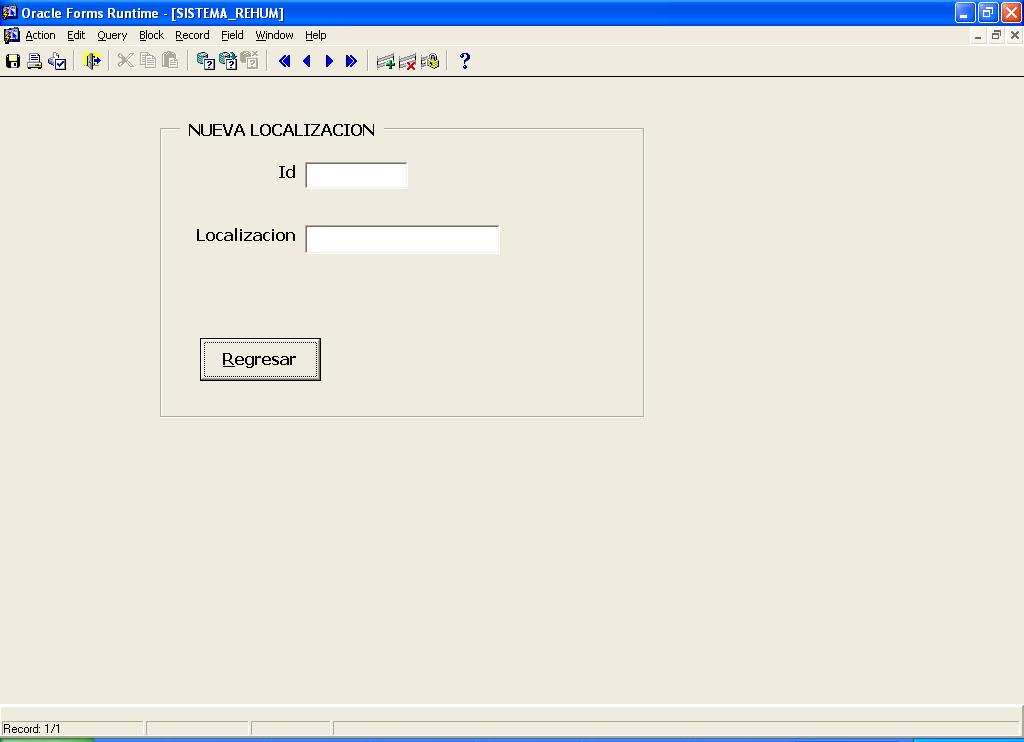 Oracle Forms Runtime - [SISTEMA_REHUM]
Action Edit Query Block Record Field Window Help
NUEVA LOCALIZACION
Id
Localizacion
Regresar
Record: 1/1